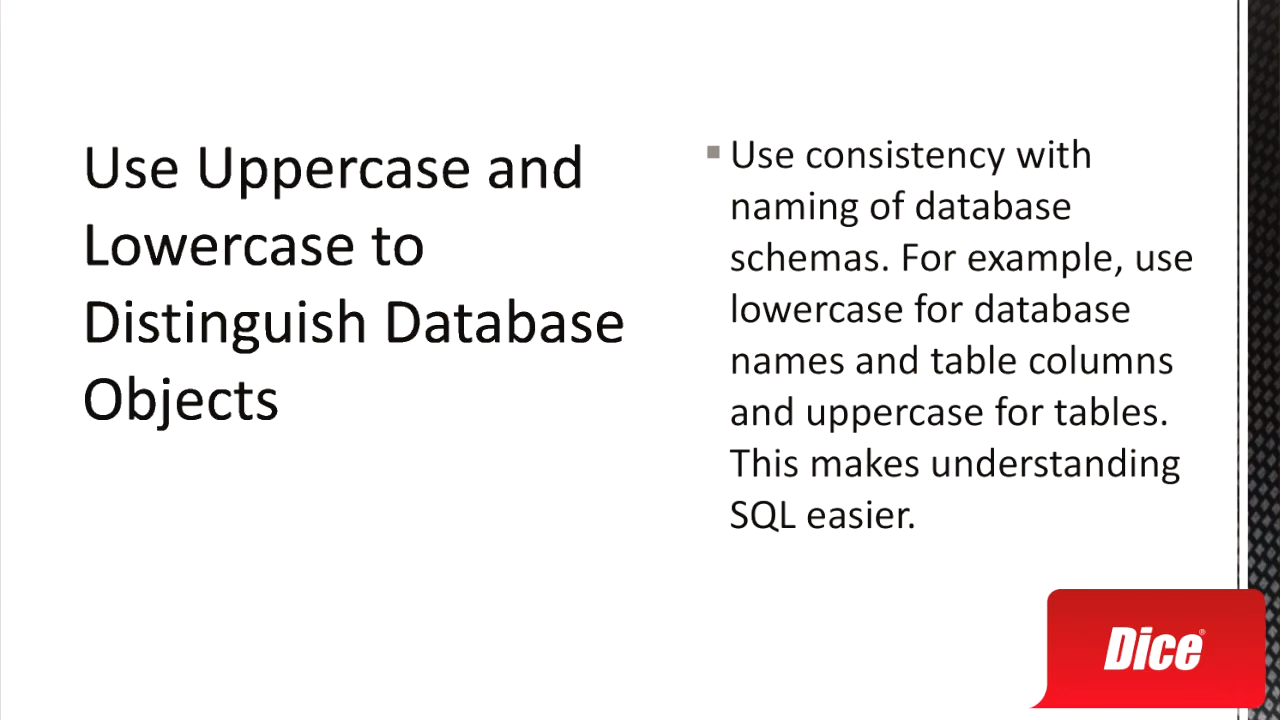 Use Uppercase and
Lowercase to
Distinguish Database
Objects
Use consistency with
naming of database
schemas. For example, use
lowercase for database
names and table columns
and uppercase for tables.
This makes understanding
SQL easier.
Dice®